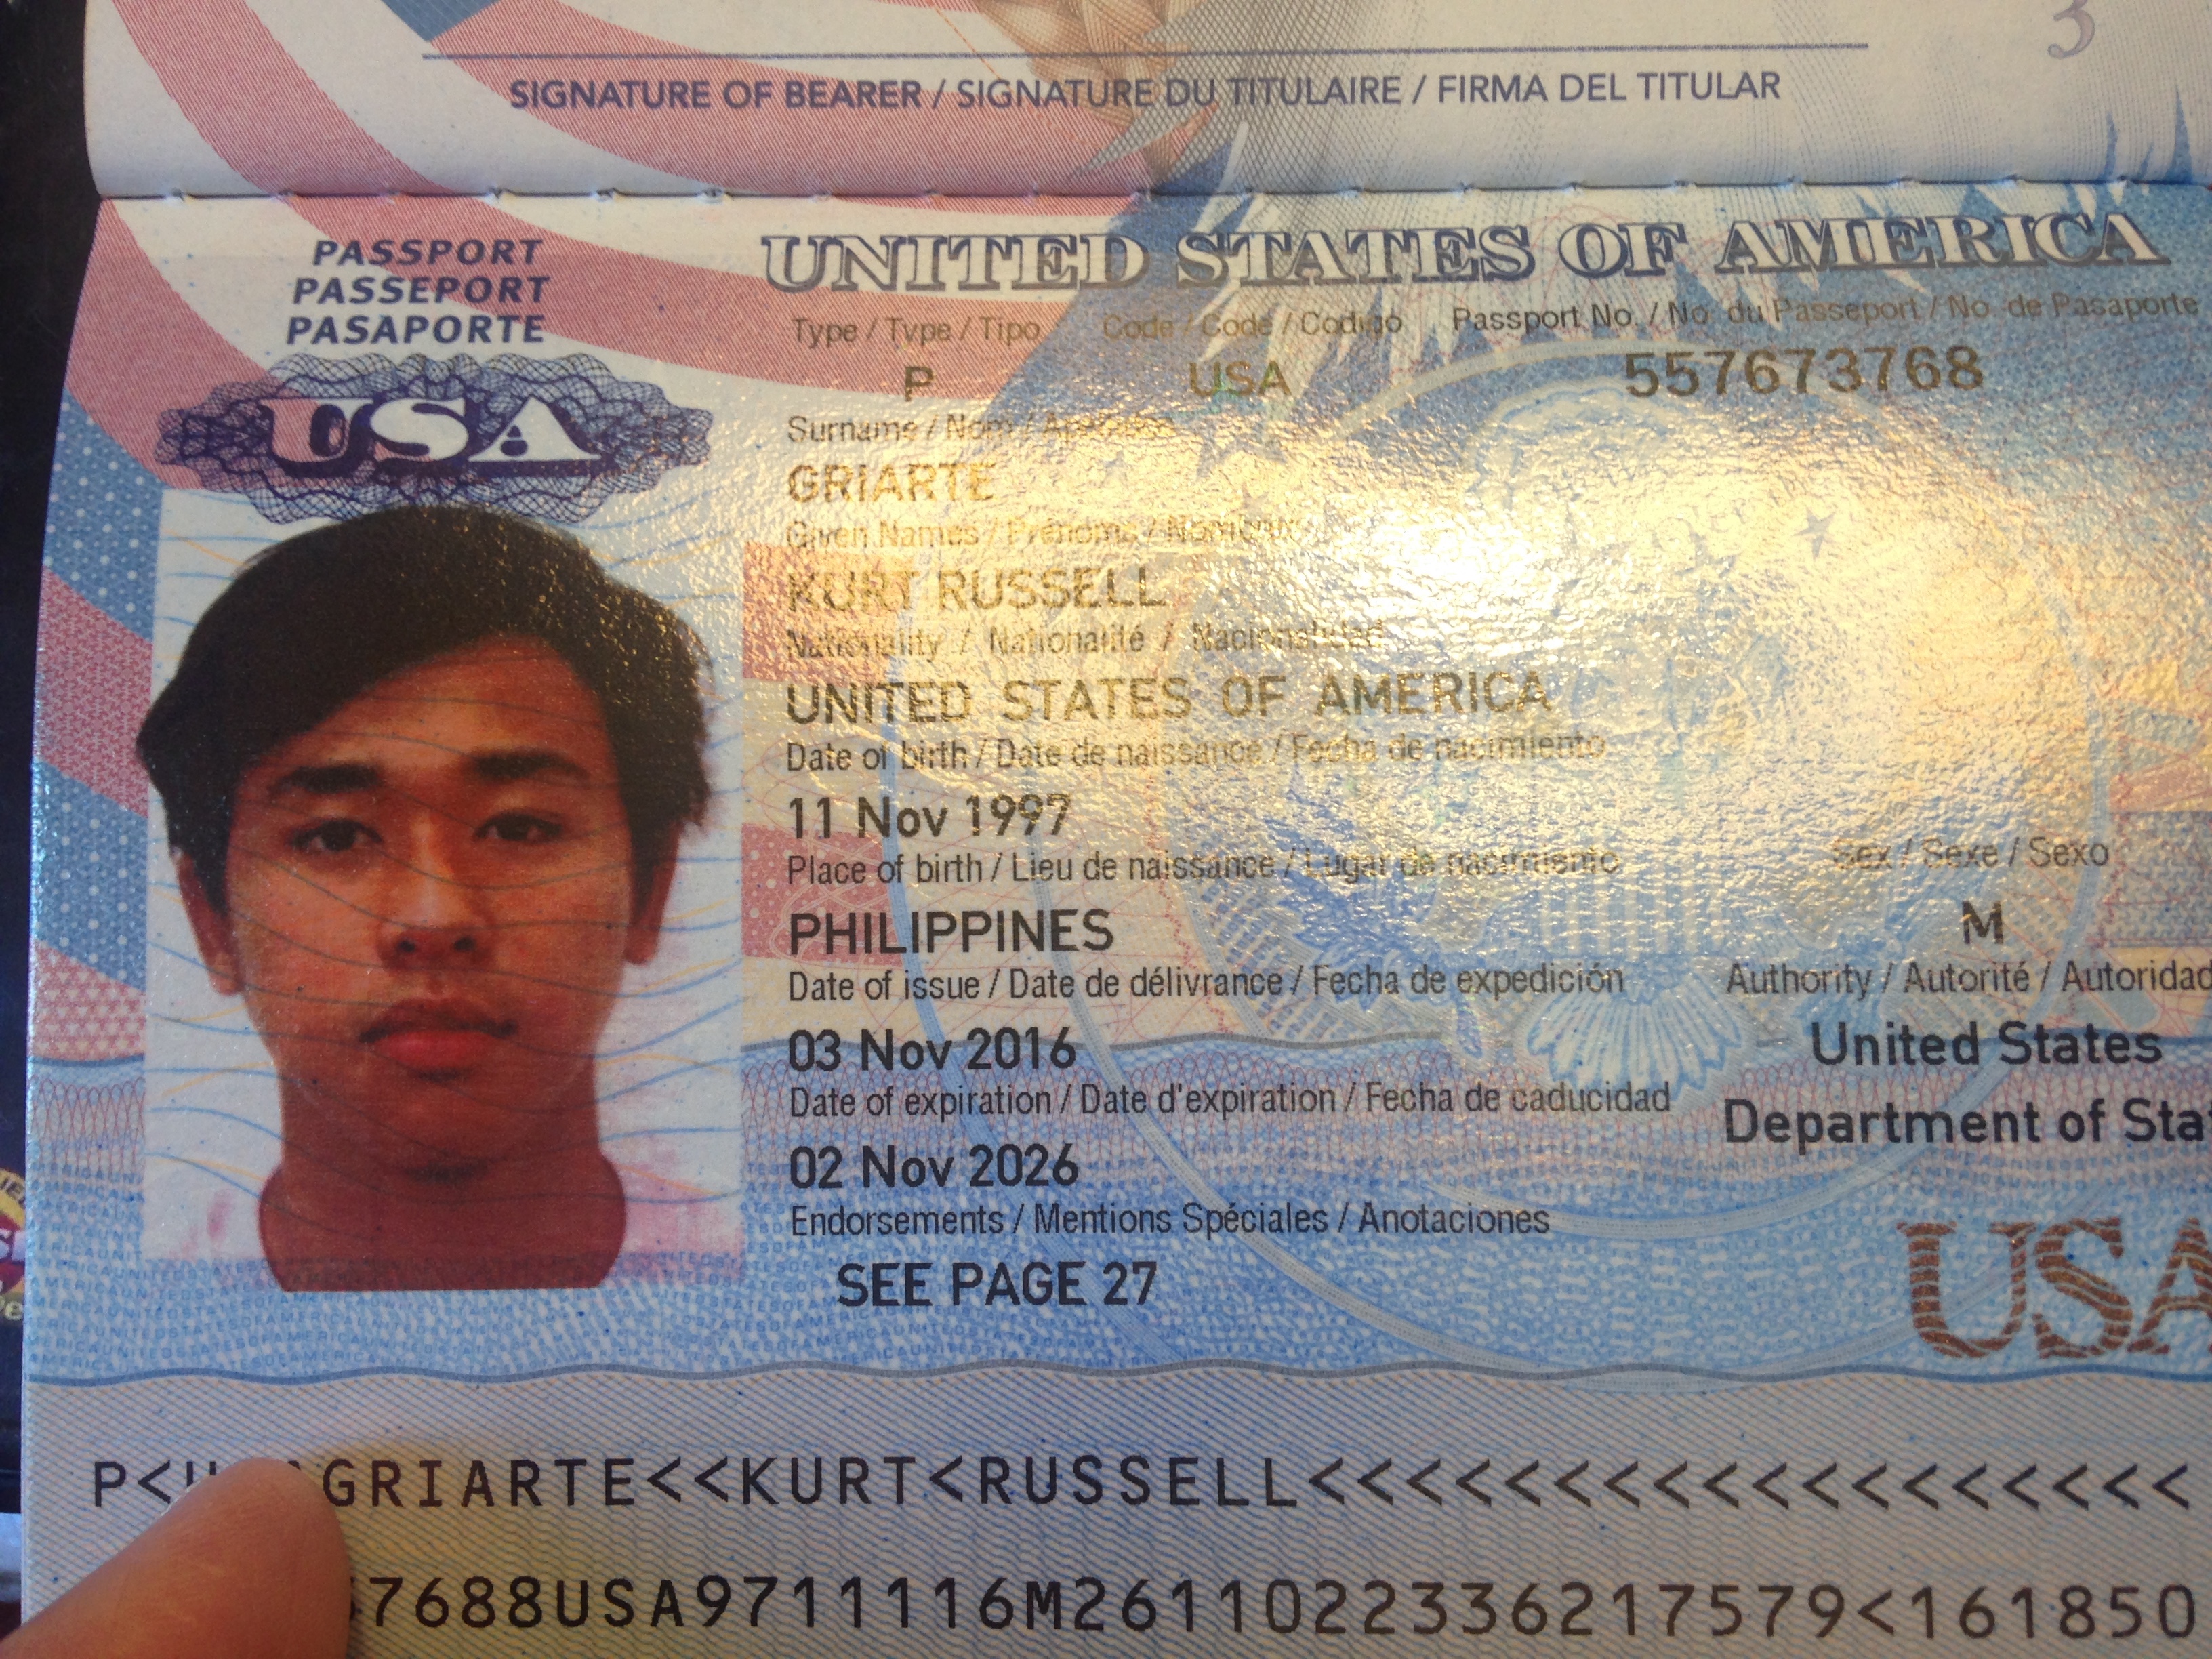 3
SIGNATURE OF BEARER / SIGNATURE DU TITULAIRE / FIRMA DEL TITULAR
PASSPORT
PASSEPORT
PASAPORTE
USA
UNITED STATES OF AMERICA
Type / Type / Tipo Code / Code / Codigo Passport No. / No. du Passeport / No. de Pasaporte
P USA 557673768
Surname / Nom /
GRIARTE
Given Names / Prénoms /
KURT RUSSELL
Nationality / Nationalité / Nacionalidad
UNITED STATES OF AMERICA
Date of birth / Date de naissance / Fecha de nacimiento
11 Nov 1997
Place of birth / Lieu de naissance / Lugar de nacimiento Sex / Sexe / Sexo
PHILIPPINES M
Date of issue / Date de délivrance / Fecha de expedición Authority / Autorité / Autoridad
03 Nov 2016 United States
Date of expiration / Date d'expiration / Fecha de caducidad Department of Sta
02 Nov 2026
Endorsements / Mentions Spéciales / Anotaciones
SEE PAGE 27
USA
P< GRIARTE<<KURT<RUSSELL<<<<<<<<<<<<<<<<<<<
7688USA9711116M2611022336217579<161850